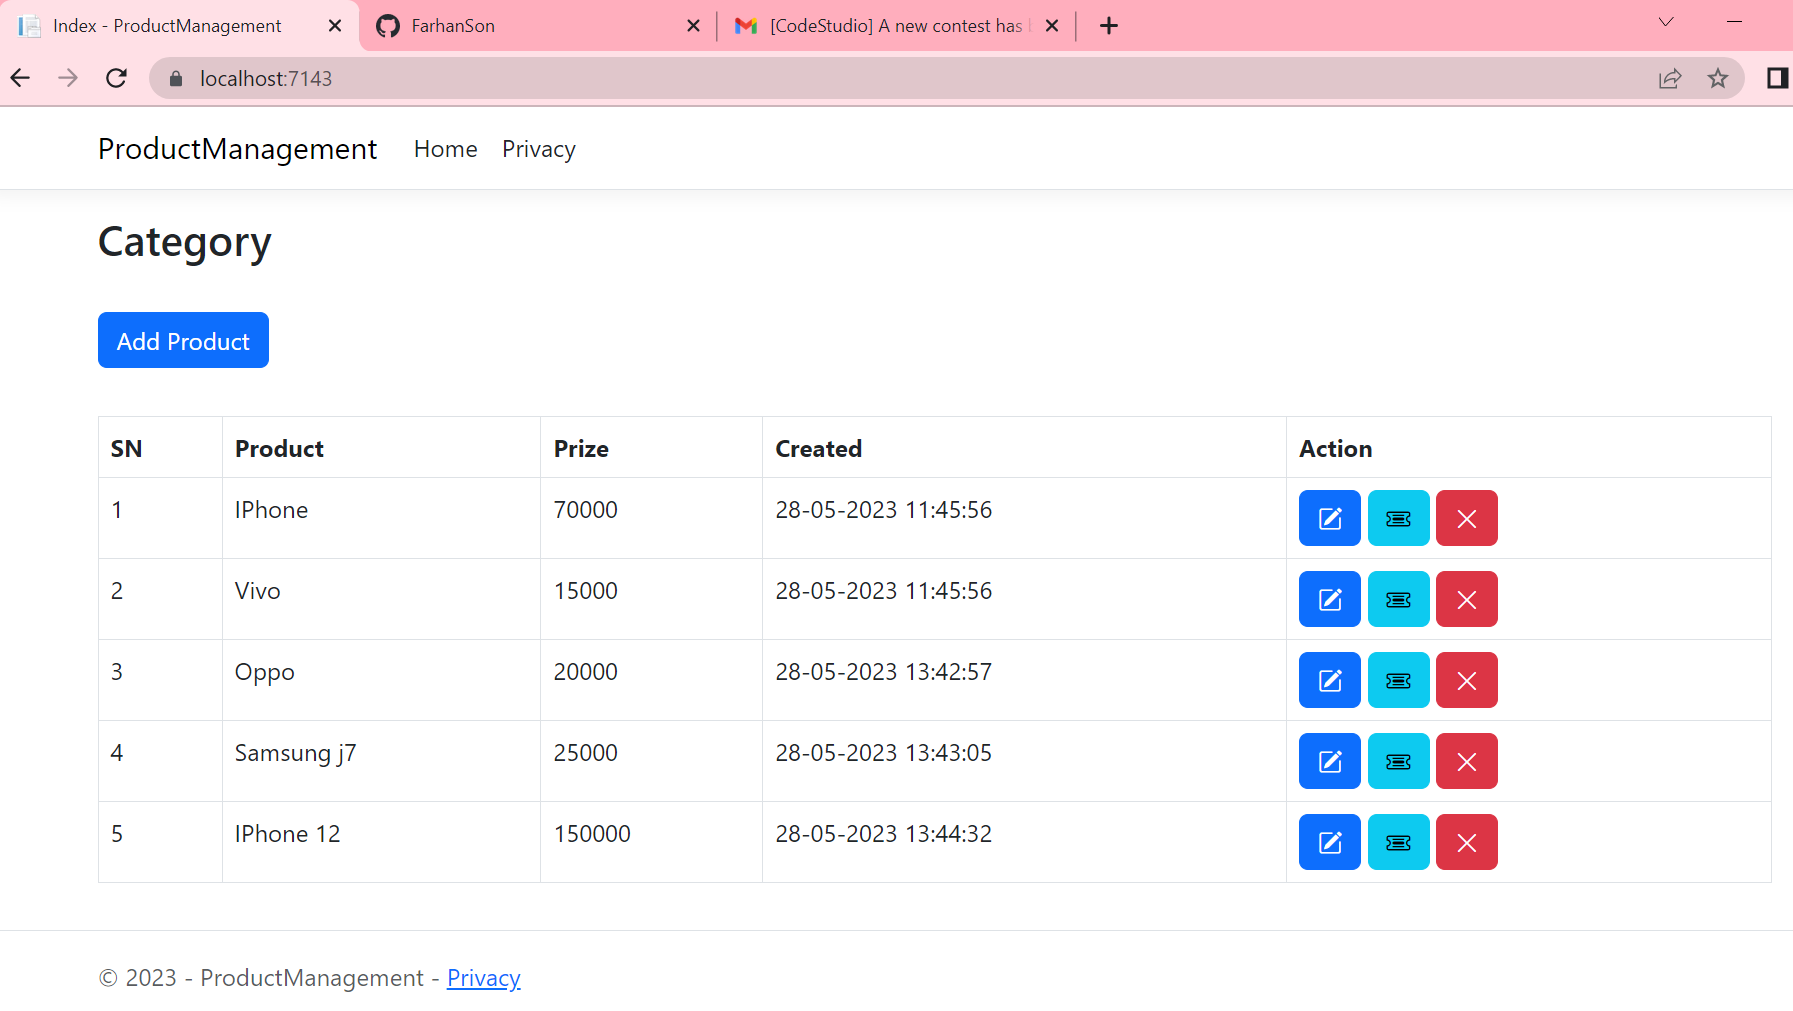 Index - ProductManagement
FarhanSon
[CodeStudio] A new contest has
localhost:7143
ProductManagement Home Privacy
Category
Add Product
SN Product Prize Created Action
1 IPhone 70000 28-05-2023 11:45:56
2 Vivo 15000 28-05-2023 11:45:56
3 Oppo 20000 28-05-2023 13:42:57
4 Samsung j7 25000 28-05-2023 13:43:05
5 IPhone 12 150000 28-05-2023 13:44:32
© 2023 - ProductManagement - Privacy